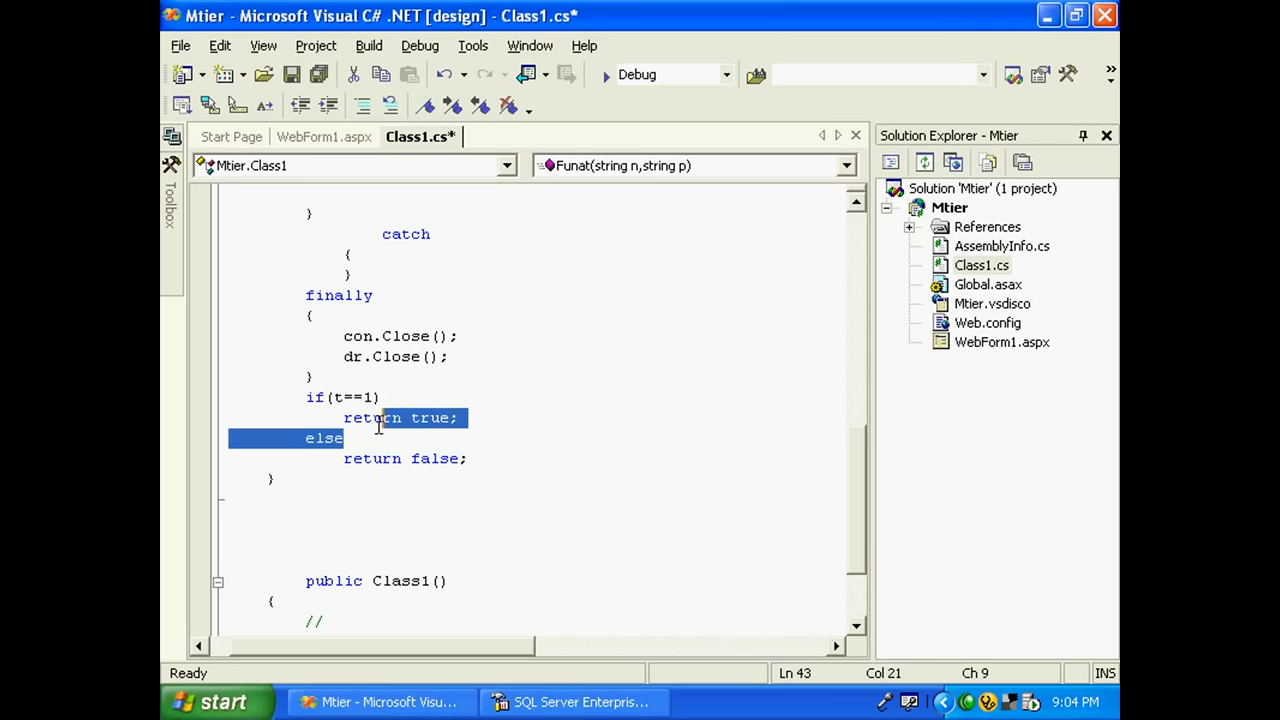 Mtier - Microsoft Visual C# .NET [design] - Class1.cs*
File Edit View Project Build Debug Tools Window Help
Debug
Start Page WebForm1.aspx Class1.cs*
Solution Explorer - Mtier
Mtier.Class1 Funat(string n,string p)
Toolbox
}
catch
{
}
finally
{
con.Close();
dr.Close();
}
if(t==1)
return true;
else
return false;
}
public Class1()
{
//
Solution 'Mtier' (1 project)
Mtier
References
AssemblyInfo.cs
Class1.cs
Global.asax
Mtier.vsdisco
Web.config
WebForm1.aspx
Ready Ln 43 Col 21 Ch 9 INS
start Mtier - Microsoft Visu... SQL Server Enterpris... 9:04 PM